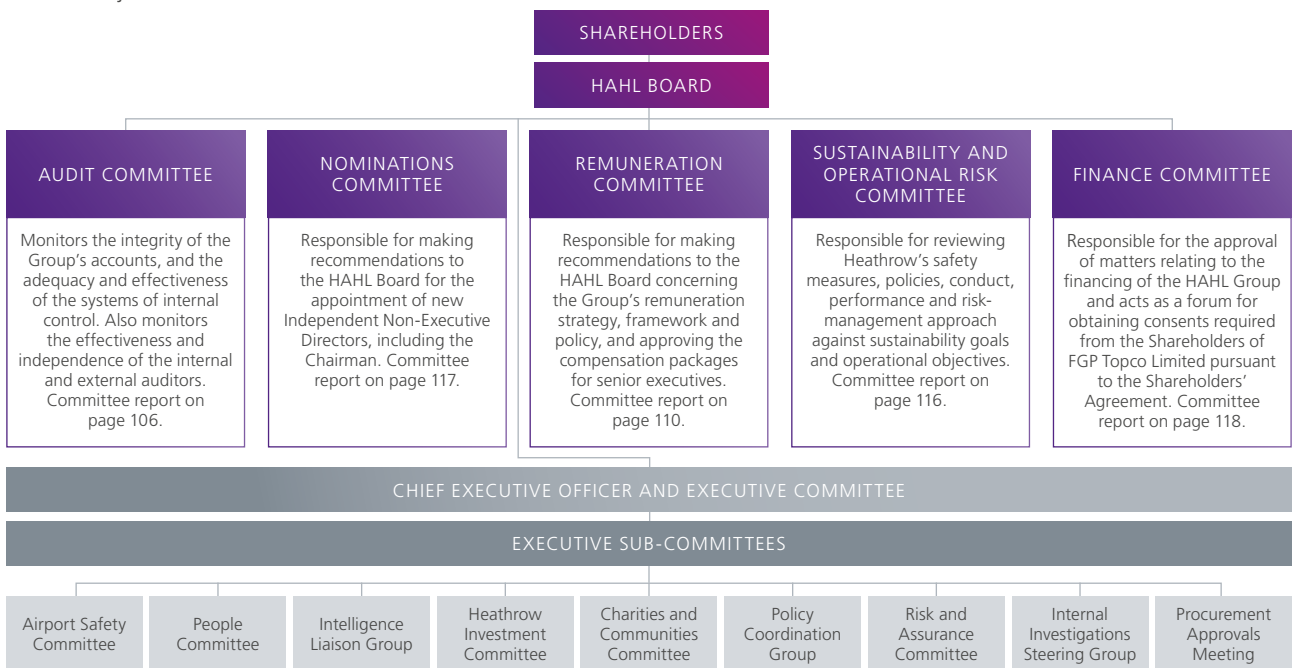 SHAREHOLDERS
HAHL BOARD
AUDIT COMMITTEE
Monitors the integrity of the
Group's accounts, and the
adequacy and effectiveness
of the systems of internal
control. Also monitors
the effectiveness and
independence of the internal
and external auditors.
Committee report on
page 106.
NOMINATIONS
COMMITTEE
Responsible for making
recommendations to
the HAHL Board for the
appointment of new
Independent Non-Executive
Directors, including the
Chairman. Committee
report on page 117.
REMUNERATION
COMMITTEE
Responsible for making
recommendations to the
HAHL Board concerning
the Group's remuneration
strategy, framework and
policy, and approving the
compensation packages
for senior executives.
Committee report on
page 110.
SUSTAINABILITY AND
OPERATIONAL RISK
COMMITTEE
Responsible for reviewing
Heathrow's safety
measures, policies, conduct,
performance and risk-
management approach
against sustainability goals
and operational objectives.
Committee report on
page 116.
FINANCE COMMITTEE
Responsible for the approval
of matters relating to the
financing of the HAHL Group
and acts as a forum for
obtaining consents required
from the Shareholders of
FGP Topco Limited pursuant
to the Shareholders'
Agreement. Committee
report on page 118.
CHIEF EXECUTIVE OFFICER AND EXECUTIVE COMMITTEE
EXECUTIVE SUB-COMMITTEES
Airport Safety
Committee
People
Committee
Intelligence
Liaison Group
Heathrow
Investment
Committee
Charities and
Communities
Committee
Policy
Coordination
Group
Risk and
Assurance
Committee
Internal
Investigations
Steering Group
Procurement
Approvals
Meeting